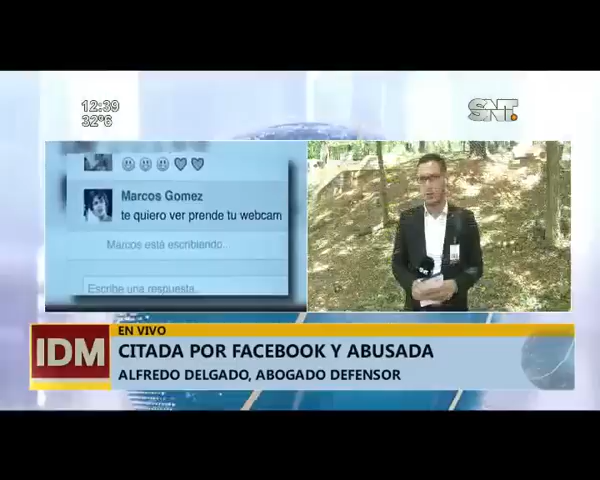 12:39
32°6
SNT.
Marcos Gomez
te quiero ver prende tu webcam
Marcos está escribiendo..
Escribe una respuesta..
EN VIVO
IDM
CITADA POR FACEBOOK Y ABUSADA
ALFREDO DELGADO, ABOGADO DEFENSOR